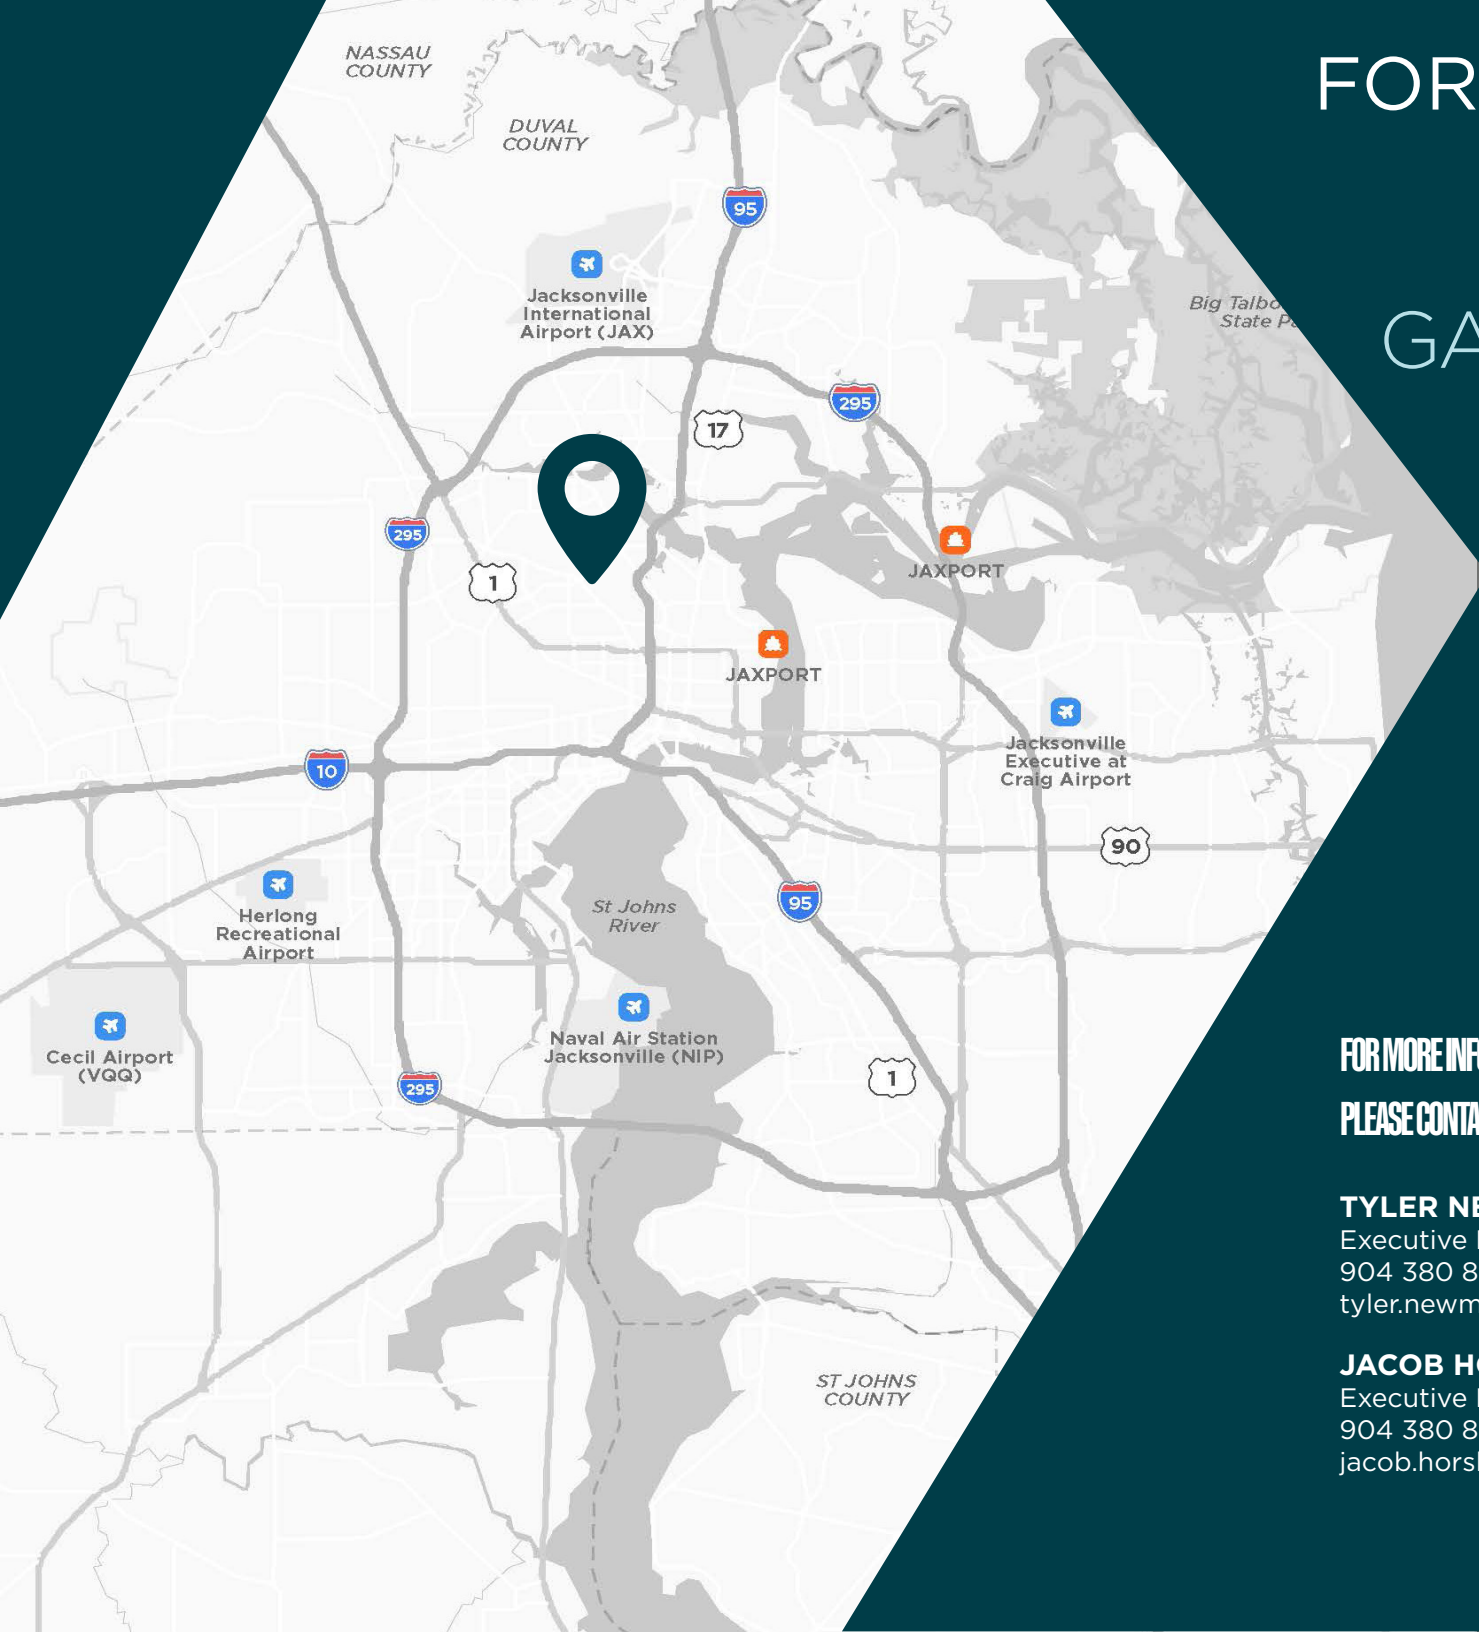 FOR
GA
NASSAU
COUNTY
DUVAL
COUNTY
95
Jacksonville
International
Airport (JAX)
Big Talbo
State P
295
17
295
1
JAXPORT
JAXPORT
Jacksonville
Executive at
Craig Airport
10
90
Herlong
Recreational
Airport
St Johns
River
95
Cecil Airport
(VQQ)
Naval Air Station
Jacksonville (NIP)
1
295
ST JOHNS
COUNTY
FOR MORE INFO
PLEASE CONTA
TYLER NE
Executive
904 380 8
tyler.newm
JACOB HO
Executive
904 380 8
jacob.hors